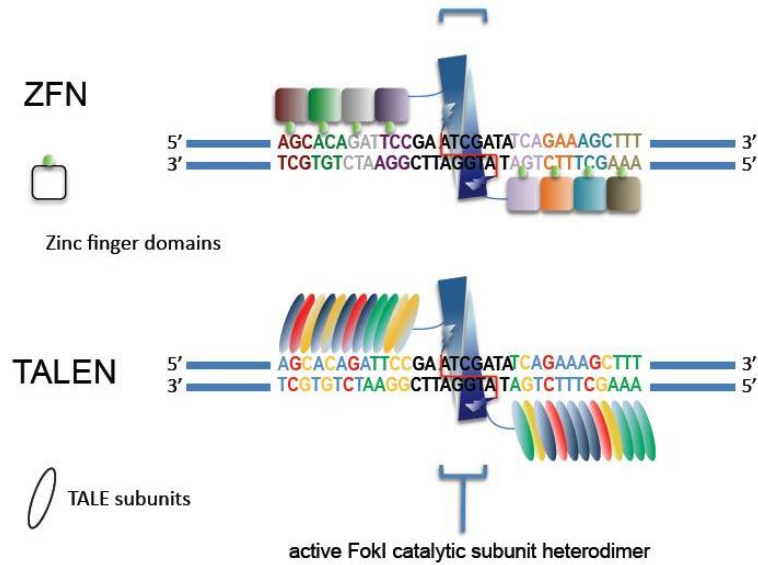 ZFN
5’ AGCACAGATTCCGAATCGATATCAGAAAGCTTT 3’
3’ TCGTGTCTAAGGCTTAGGTATAGTCTTTCGAAA 5’
Zinc finger domains
TALEN
5’ AGCACAGATTCCGAATCGATATCAGAAAGCTTT 3’
3’ TCGTGTCTAAGGCTTAGGTATAGTCTTTCGAAA 5’
TALE subunits
active FokI catalytic subunit heterodimer